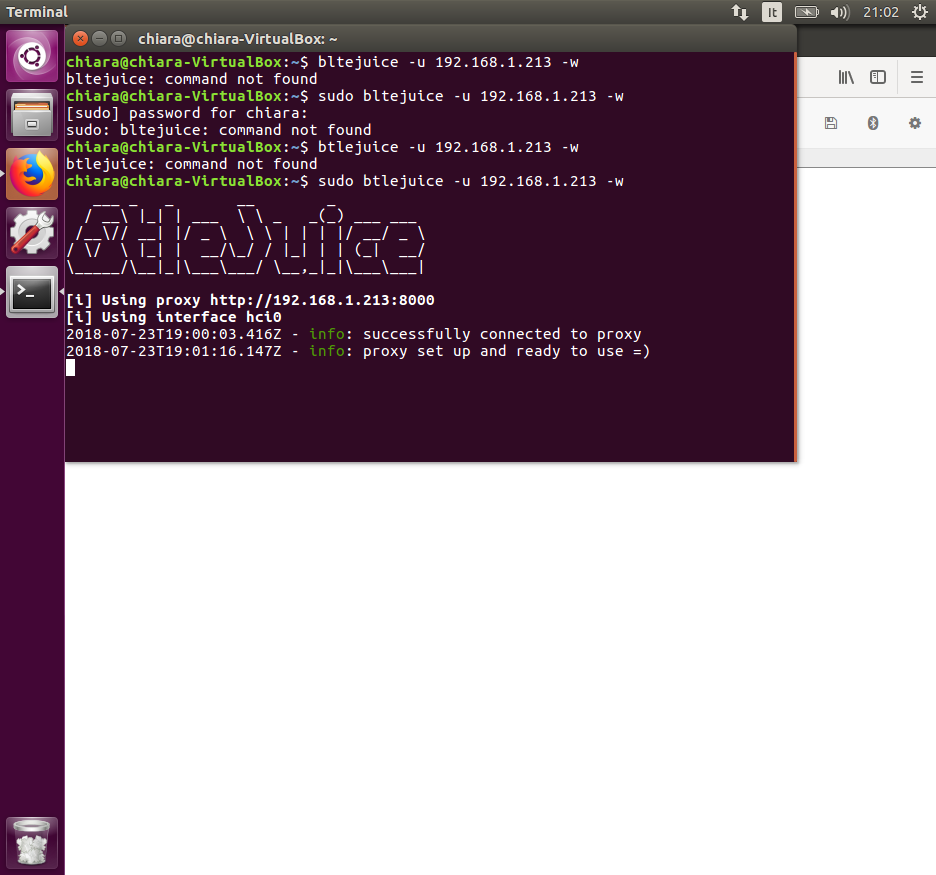 Terminal
It
21:02
chiara@chiara-VirtualBox: ~
chiara@chiara-VirtualBox:~$ bltejuice -u 192.168.1.213 -w
bltejuice: command not found
chiara@chiara-VirtualBox:~$ sudo bltejuice -u 192.168.1.213 -w
[sudo] password for chiara:
sudo: bltejuice: command not found
chiara@chiara-VirtualBox:~$ btlejuice -u 192.168.1.213 -w
btlejuice: command not found
chiara@chiara-VirtualBox:~$ sudo btlejuice -u 192.168.1.213 -w
BtleJuice
[i] Using proxy http://192.168.1.213:8000
[i] Using interface hci0
2018-07-23T19:00:03.416Z - info: successfully connected to proxy
2018-07-23T19:01:16.147Z - info: proxy set up and ready to use =)